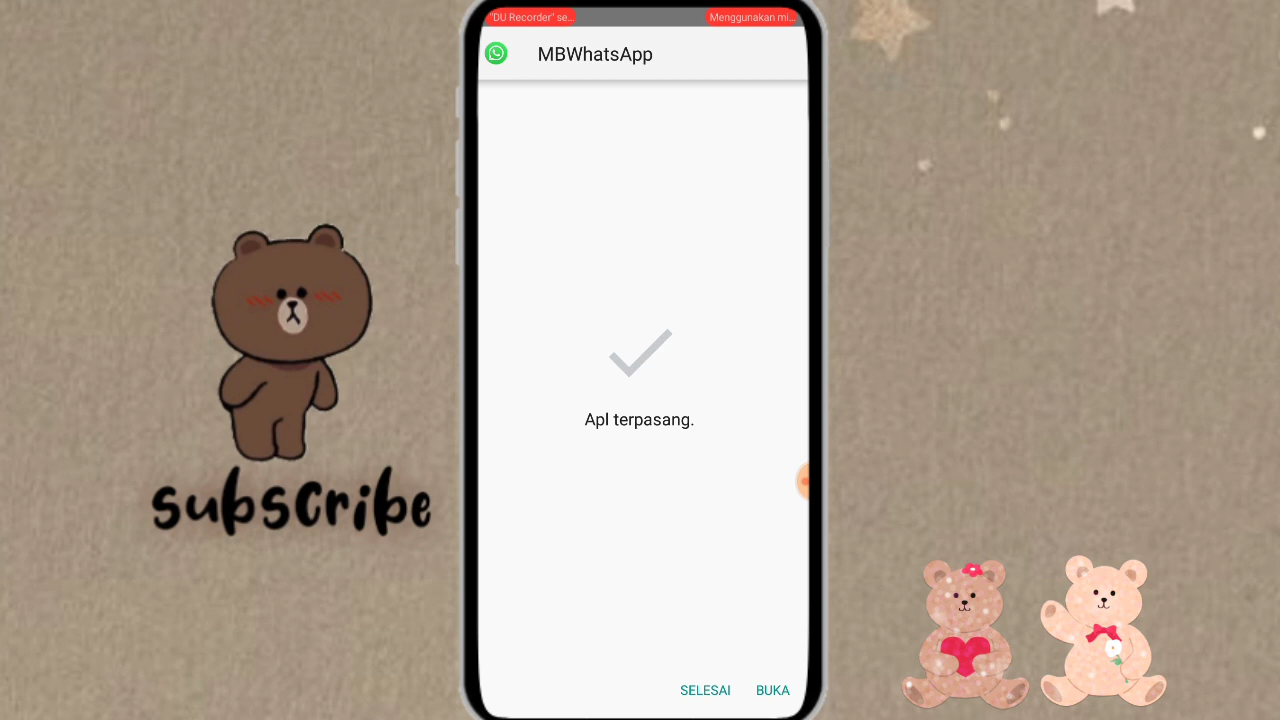 "DU Recorder" se...
Menggunakan mi...
MBWhatsApp
Apl terpasang.
subscribe
SELESAI BUKA